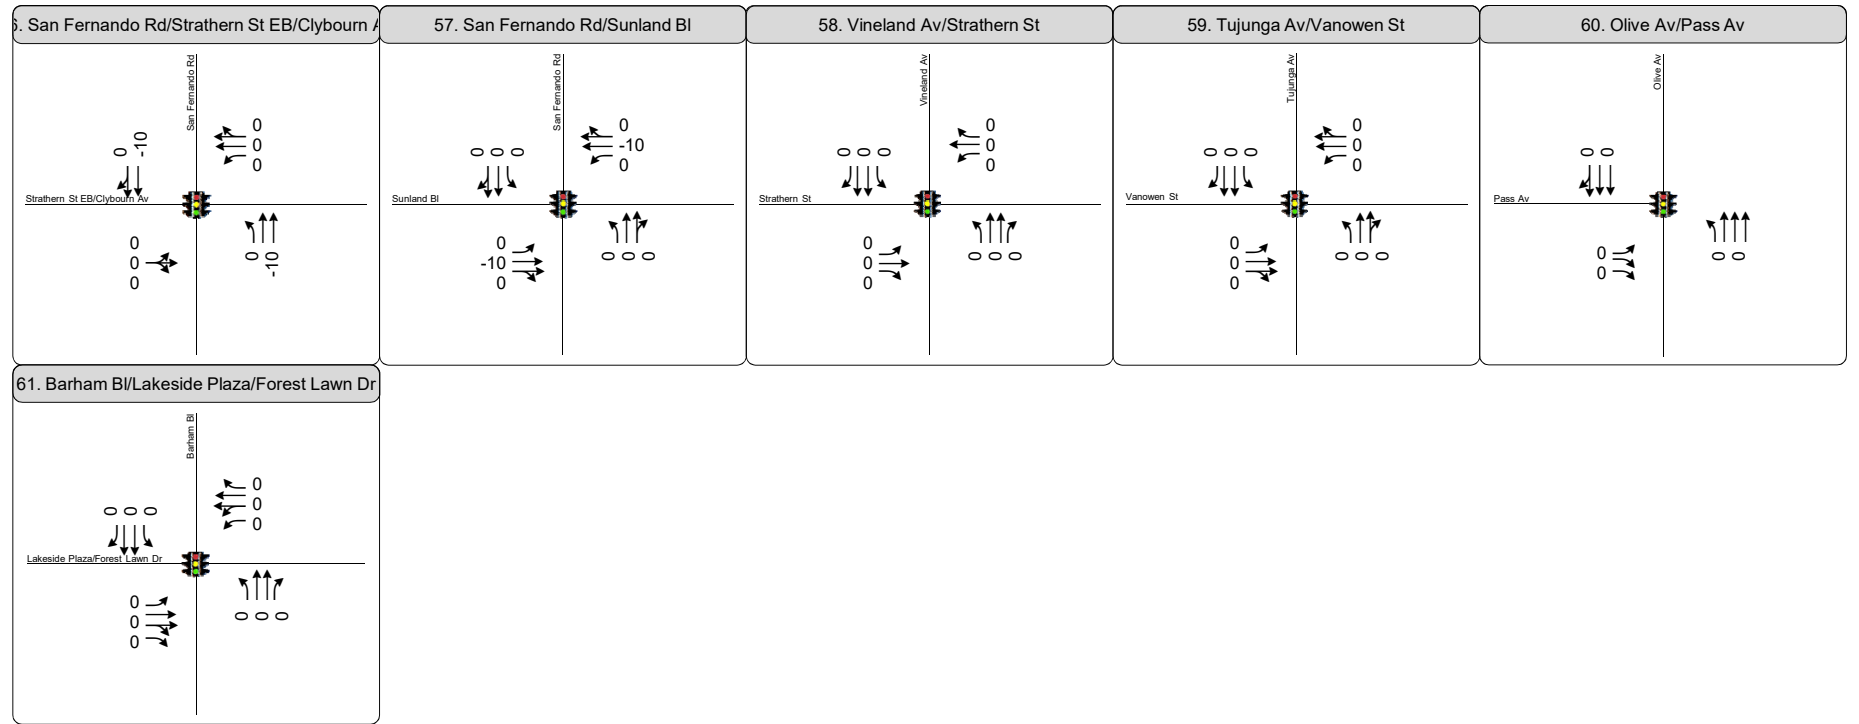 . San Fernando Rd/Strathern St EB/Clybourn
57. San Fernando Rd/Sunland Bl
58. Vineland Av/Strathern St
59. Tujunga Av/Vanowen St
60. Olive Av/Pass Av
San Fernando Rd
0
-10
0
0
0
Strathern St EB/Clybourn Av
0
0
0
0
-10
San Fernando Rd
0 0 0
0
-10
0
Sunland Bl
0
-10
0
0 0 0
Vineland Av
0 0 0
0
0
0
Strathern St
0
0
0
0 0 0
Tujunga Av
0 0 0
0
0
0
Vanowen St
0
0
0
0 0 0
Olive Av
0 0
Pass Av
0
0
0 0
61. Barham Bl/Lakeside Plaza/Forest Lawn Dr
Barham Bl
0 0 0
0
0
0
Lakeside Plaza/Forest Lawn Dr
0
0
0
0 0 0